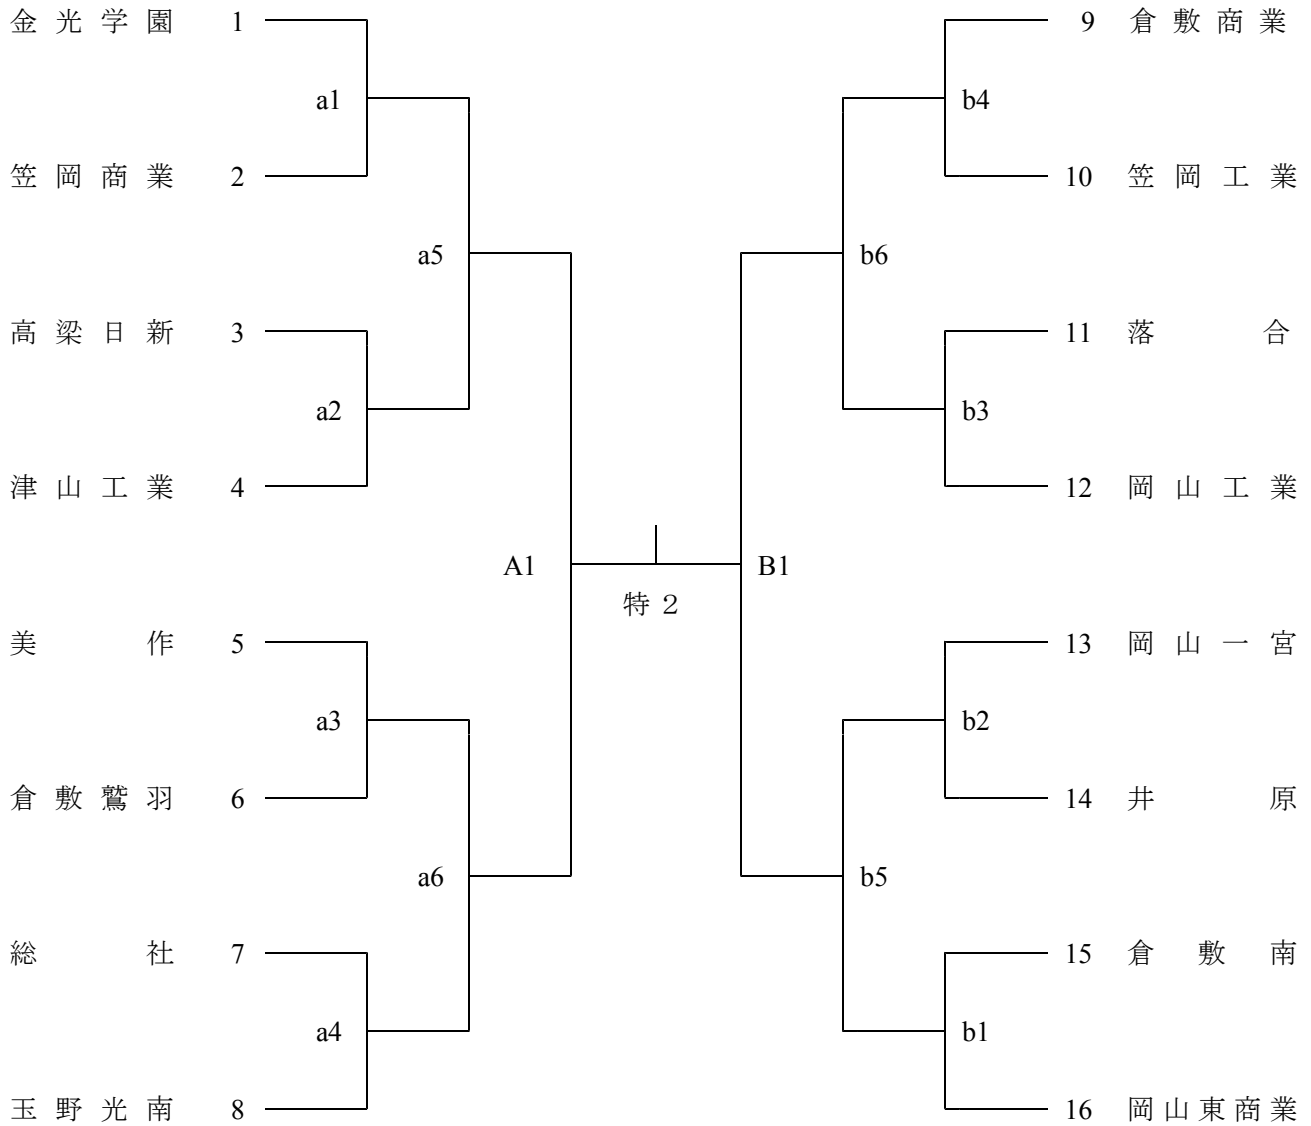 金光学園 1 9 倉敷商業
a1 b4
笠岡商業 2 10 笠岡工業
a5 b6
高梁日新 3 11 落合
a2 b3
津山工業 4 12 岡山工業
A1 B1
特2
美作 5 13 岡山一宮
a3 b2
倉敷鷲羽 6 14 井原
a6 b5
総社 7 15 倉敷南
a4 b1
玉野光南 8 16 岡山東商業